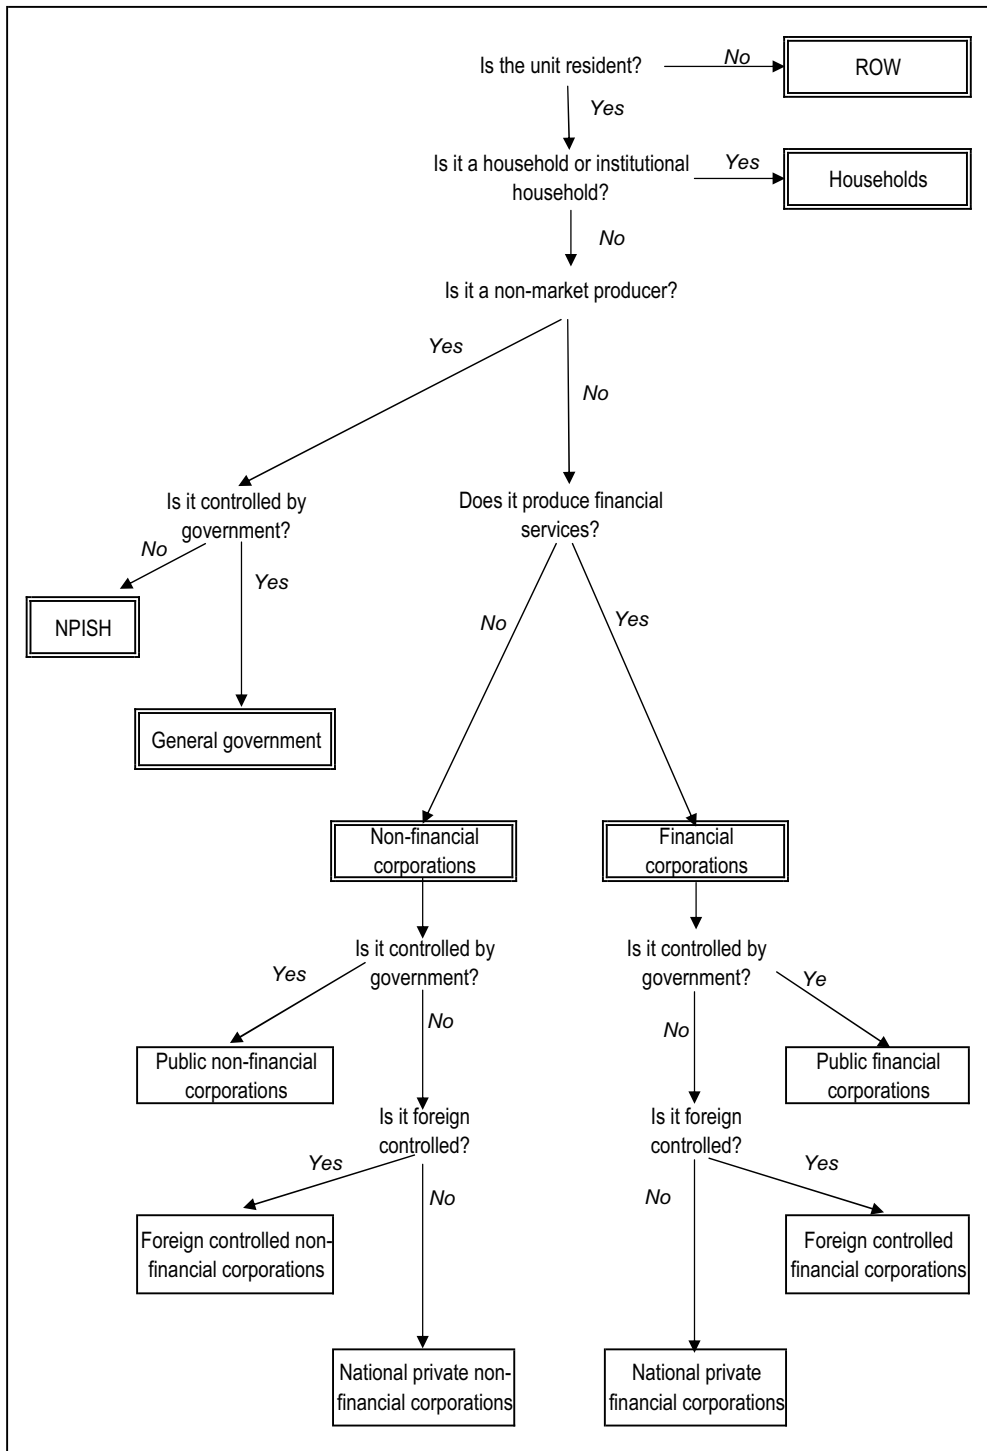 Is the unit resident?
No
ROW
Yes
Is it a household or institutional
household?
Yes
Households
No
Is it a non-market producer?
Yes
No
Is it controlled by
government?
Does it produce financial
services?
No
Yes
NPISH
No
Yes
General government
Non-financial
corporations
Financial
corporations
Is it controlled by
government?
Is it controlled by
government?
Yes
Ye
No
No
Public non-financial
corporations
Public financial
corporations
Is it foreign
controlled?
Is it foreign
controlled?
Yes
Yes
No
No
Foreign controlled non-
financial corporations
Foreign controlled
financial corporations
National private non-
financial corporations
National private
financial corporations